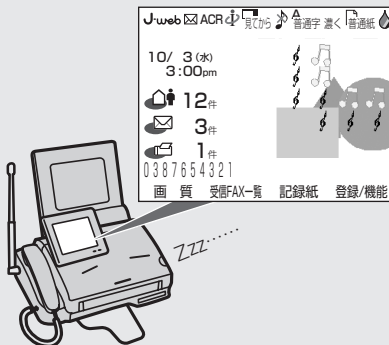 J-web ACR 見てから 普通字 濃く 普通紙
10/ 3(水)
3:00pm
12件
3件
1件
0387654321
画 質 受信FAX一覧 記録紙 登録/機能
Zzz……